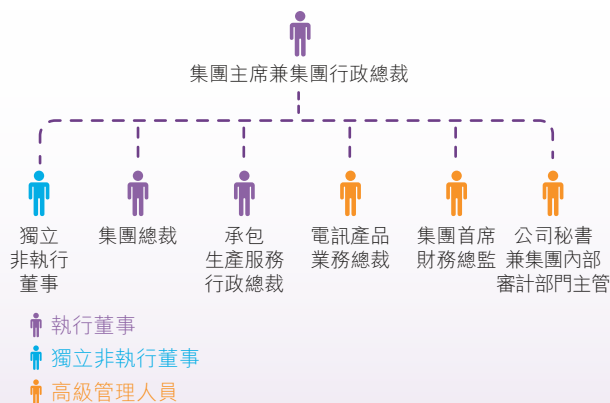 集團主席兼集團行政總裁
獨立
非執行
董事
集團總裁
承包
生產服務
行政總裁
電訊產品
業務總裁
集團首席
財務總監
公司秘書
兼集團內部
審計部門主管
執行董事
獨立非執行董事
高級管理人員